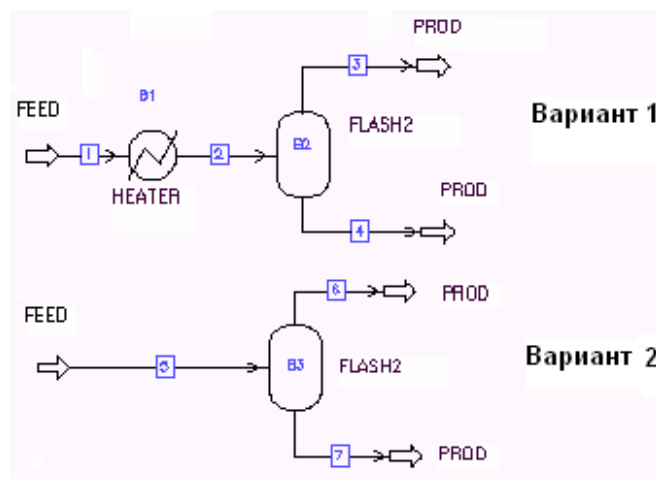 PROD
3
B1
FEED
Вариант 1
FLASH2
B2
1
2
HEATER
PROD
4
6
PROD
FEED
5
B3
FLASH2
Вариант 2
7
PROD